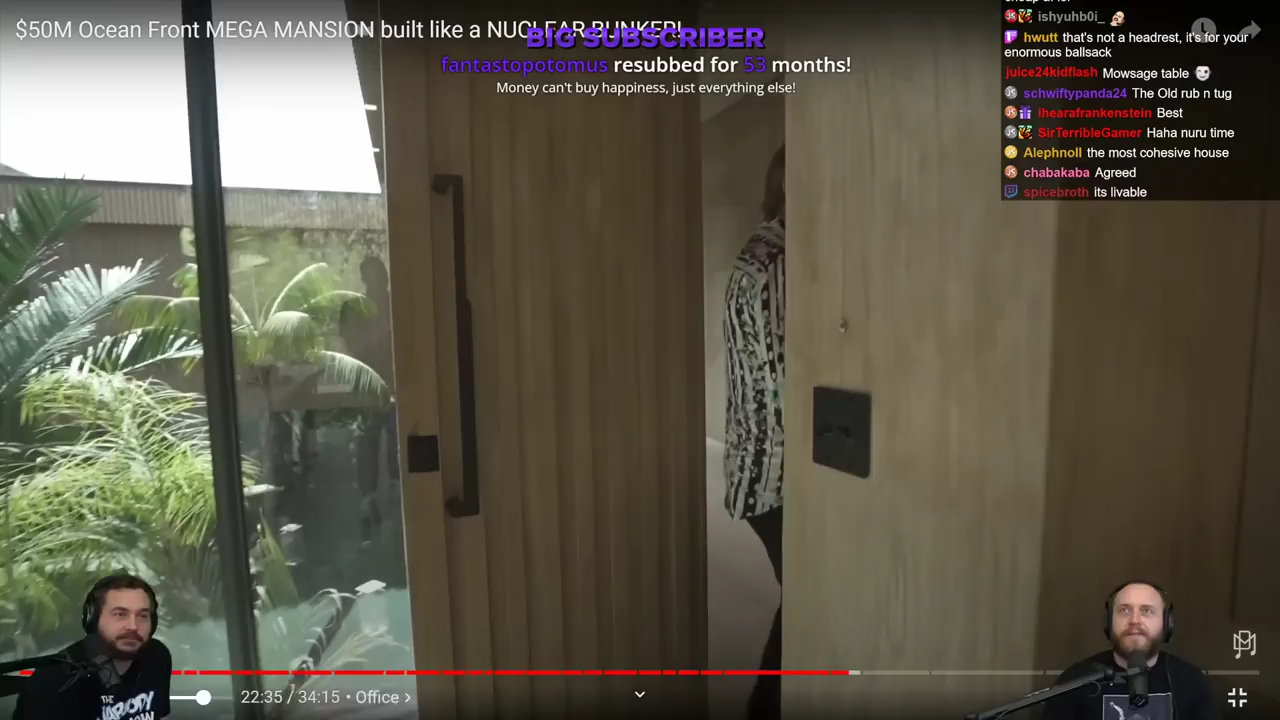 $50M Ocean Front MEGA MANSION built like a NUCLEAR BUNKER!
BIG SUBSCRIBER
fantastopotomus resubbed for 53 months!
Money can't buy happiness, just everything else!
ishyuhb0i_
hwutt that's not a headrest, it's for your
enormous ballsack
juice24kidflash Mowsage table
schwiftypanda24 The Old rub n tug
ihearafrankenstein Best
SirTerribleGamer Haha nuru time
Alephnoll the most cohesive house
chabakaba Agreed
spicebroth its livable
THE
22:35 / 34:15 • Office >